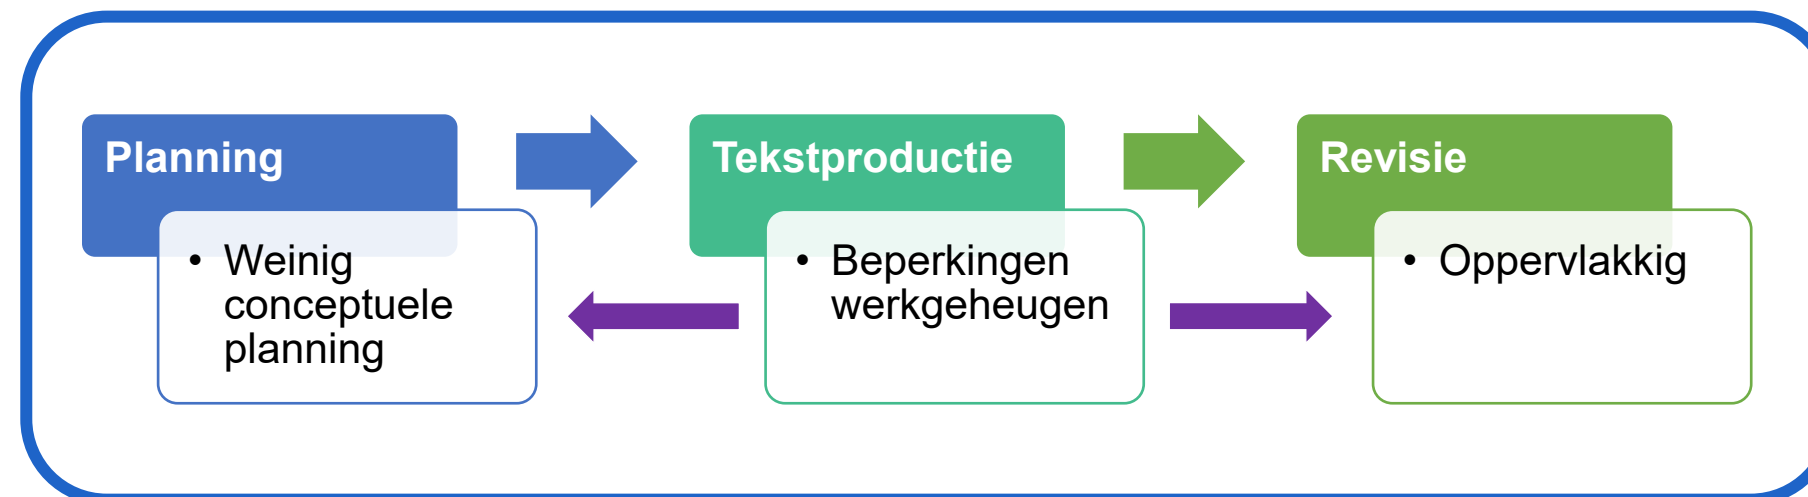 Planning
• Weinig
conceptuele
planning
Tekstproductie
• Beperkingen
werkgeheugen
Revisie
• Oppervlakkig